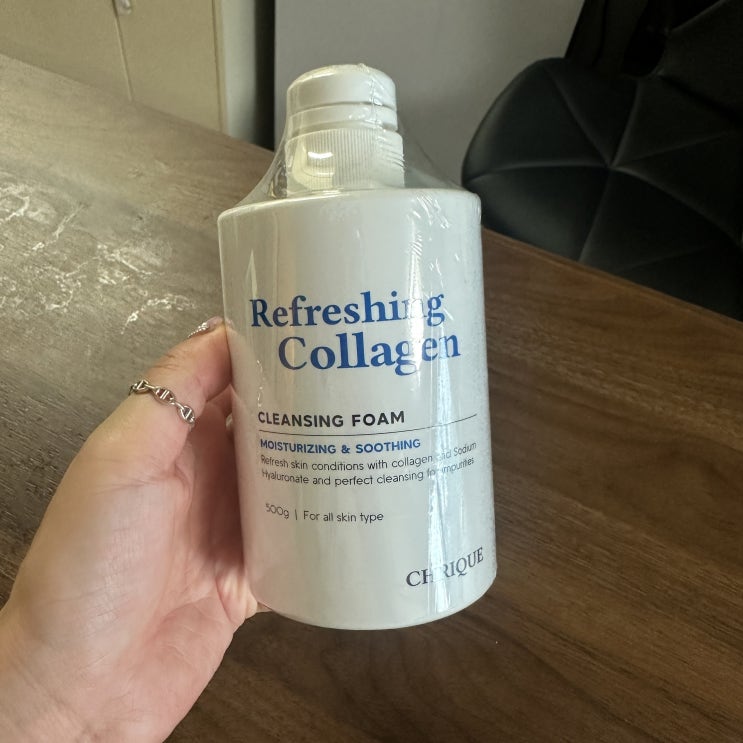 Refreshing
Collagen
CLEANSING FOAM
MOISTURIZING & SOOTHING
Refresh skin conditions with collagen and Sodium
Hyaluronate and perfect cleansing for impurities
500g | For all skin type
CHRIQUE